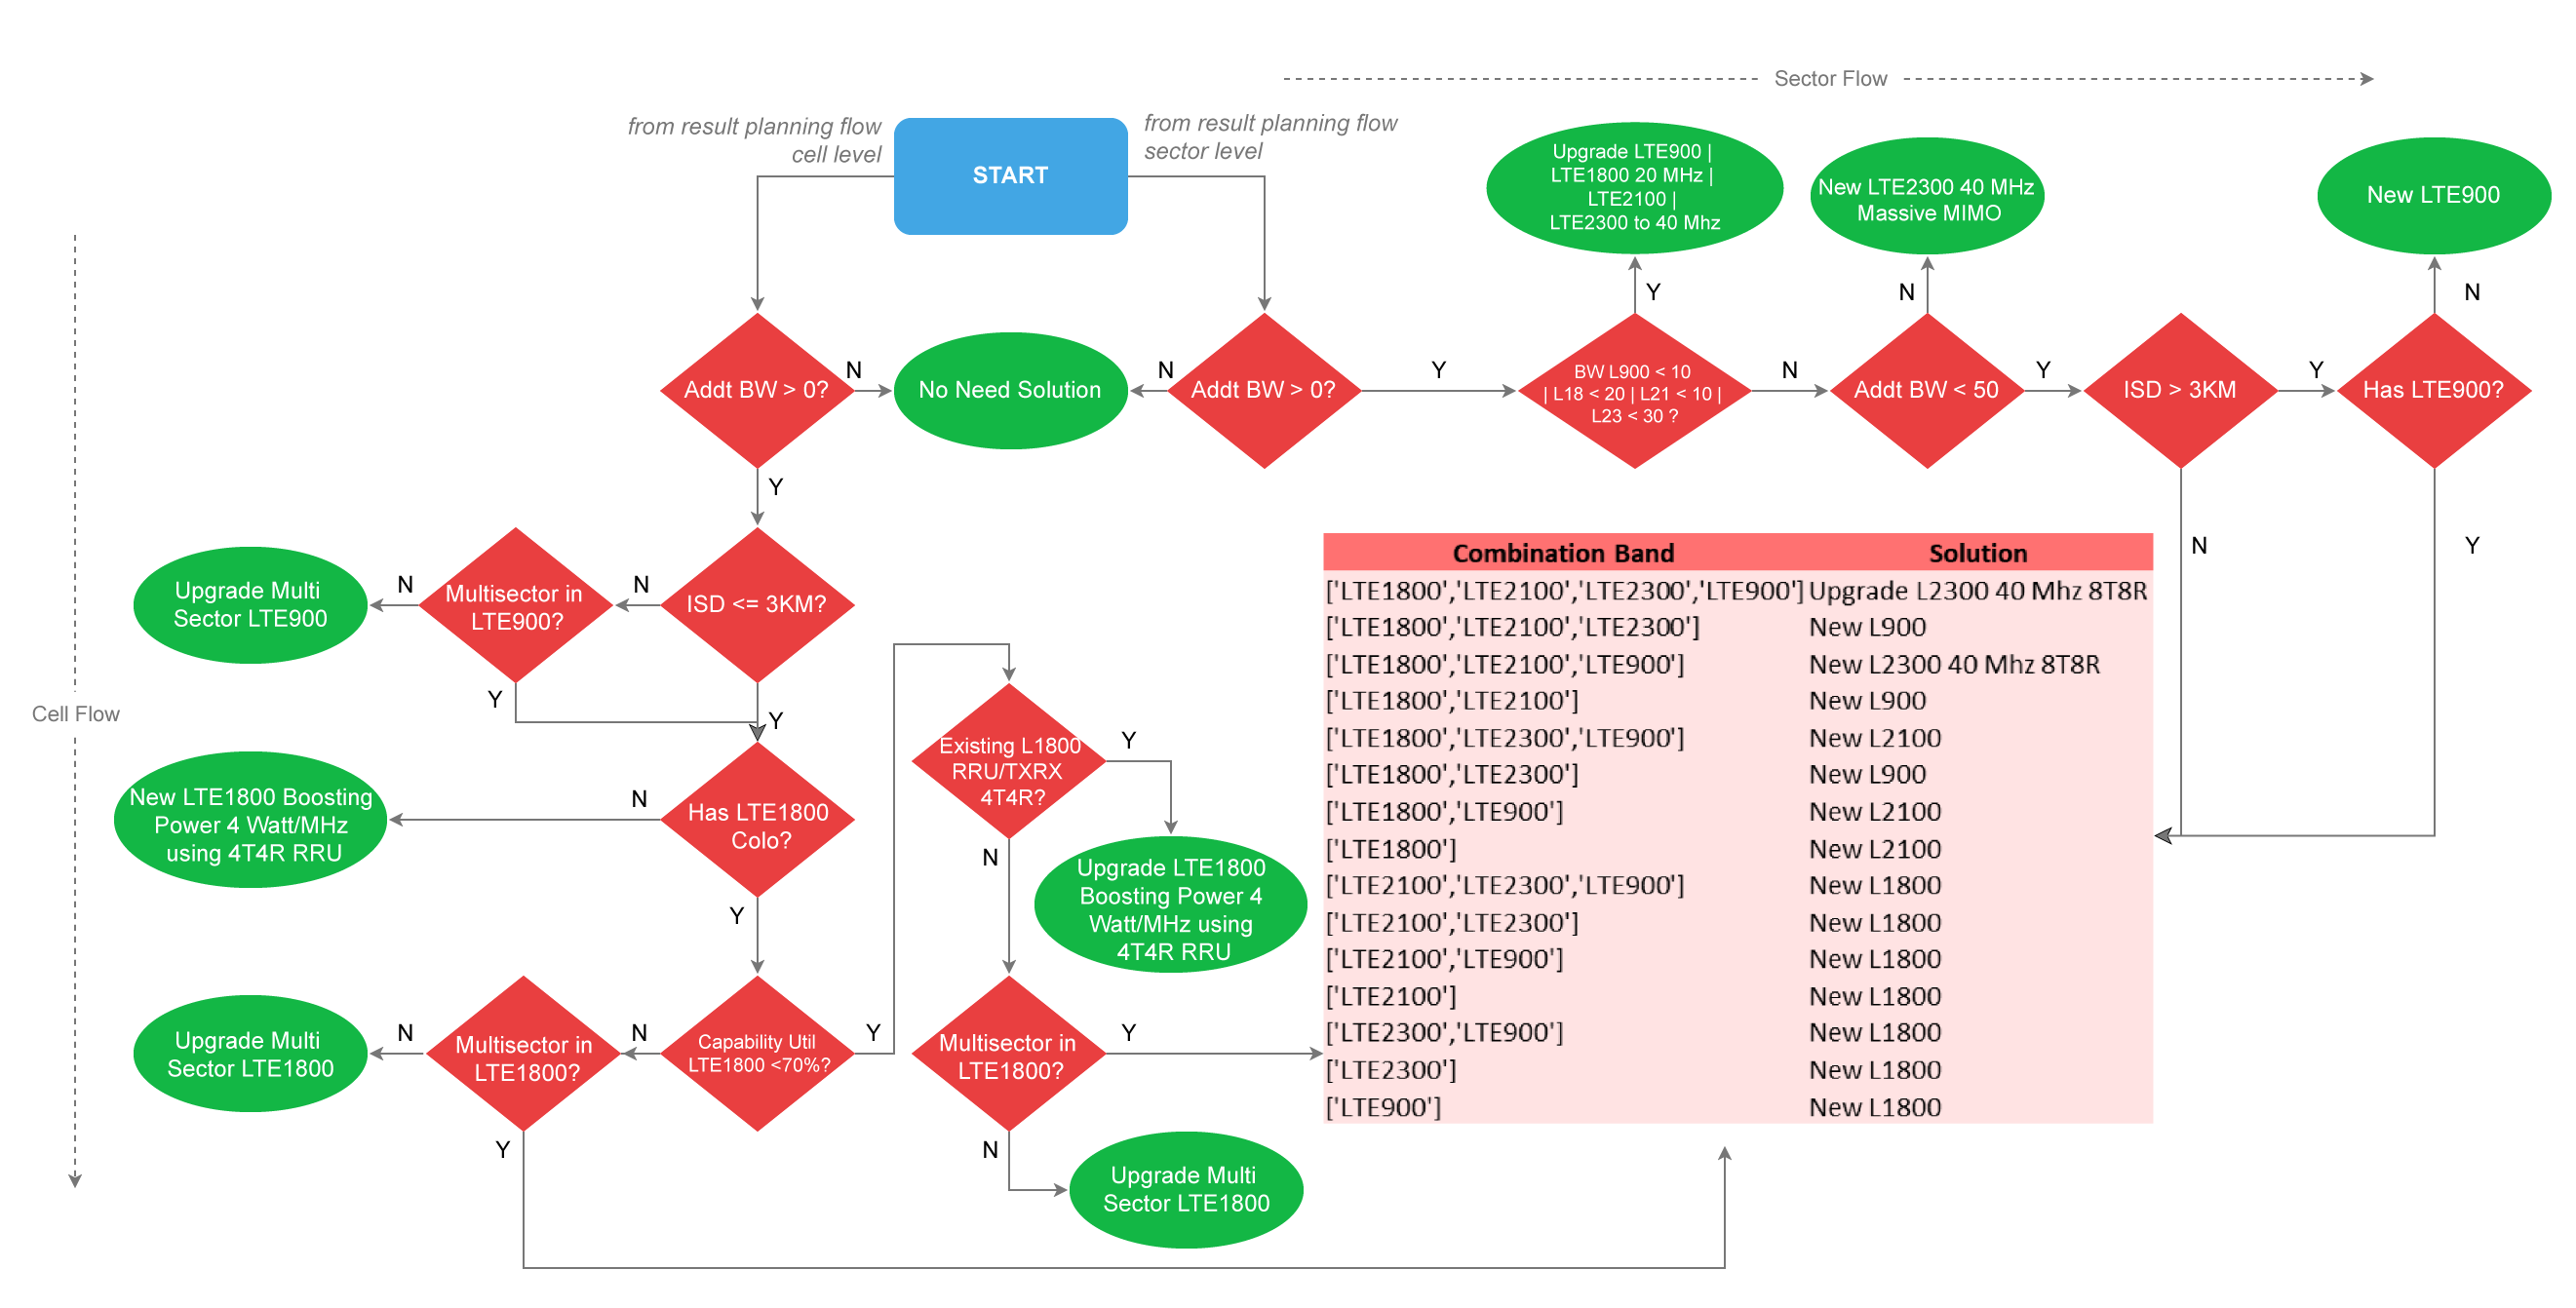 Sector Flow
from result planning flow
cell level
START
from result planning flow
sector level
Upgrade LTE900 |
LTE1800 20 MHz |
LTE2100 |
LTE2300 to 40 Mhz
New LTE2300 40 MHz
Massive MIMO
New LTE900
Y
N
N
Addt BW > 0?
N
No Need Solution
N
Addt BW > 0?
Y
BW L900 < 10
| L18 < 20 | L21 < 10 |
L23 < 30 ?
N
Addt BW < 50
Y
ISD > 3KM
Y
Has LTE900?
Y
N
Y
Upgrade Multi
Sector LTE900
N
Multisector in
LTE900?
N
ISD <= 3KM?
Y
Y
Cell Flow
New LTE1800 Boosting
Power 4 Watt/MHz
using 4T4R RRU
N
Has LTE1800
Colo?
Y
Existing L1800
RRU/TXRX
4T4R?
Y
N
Upgrade LTE1800
Boosting Power 4
Watt/MHz using
4T4R RRU
Upgrade Multi
Sector LTE1800
N
Multisector in
LTE1800?
N
Capability Util
LTE1800 <70%?
Y
Multisector in
LTE1800?
Y
Y
N
Upgrade Multi
Sector LTE1800
Combination Band Solution
['LTE1800','LTE2100','LTE2300','LTE900'] Upgrade L2300 40 Mhz 8T8R
['LTE1800','LTE2100','LTE2300'] New L900
['LTE1800','LTE2100','LTE900'] New L2300 40 Mhz 8T8R
['LTE1800','LTE2100'] New L900
['LTE1800','LTE2300','LTE900'] New L2100
['LTE1800','LTE2300'] New L900
['LTE1800','LTE900'] New L2100
['LTE1800'] New L2100
['LTE2100','LTE2300','LTE900'] New L1800
['LTE2100','LTE2300'] New L1800
['LTE2100','LTE900'] New L1800
['LTE2100'] New L1800
['LTE2300','LTE900'] New L1800
['LTE2300'] New L1800
['LTE900'] New L1800